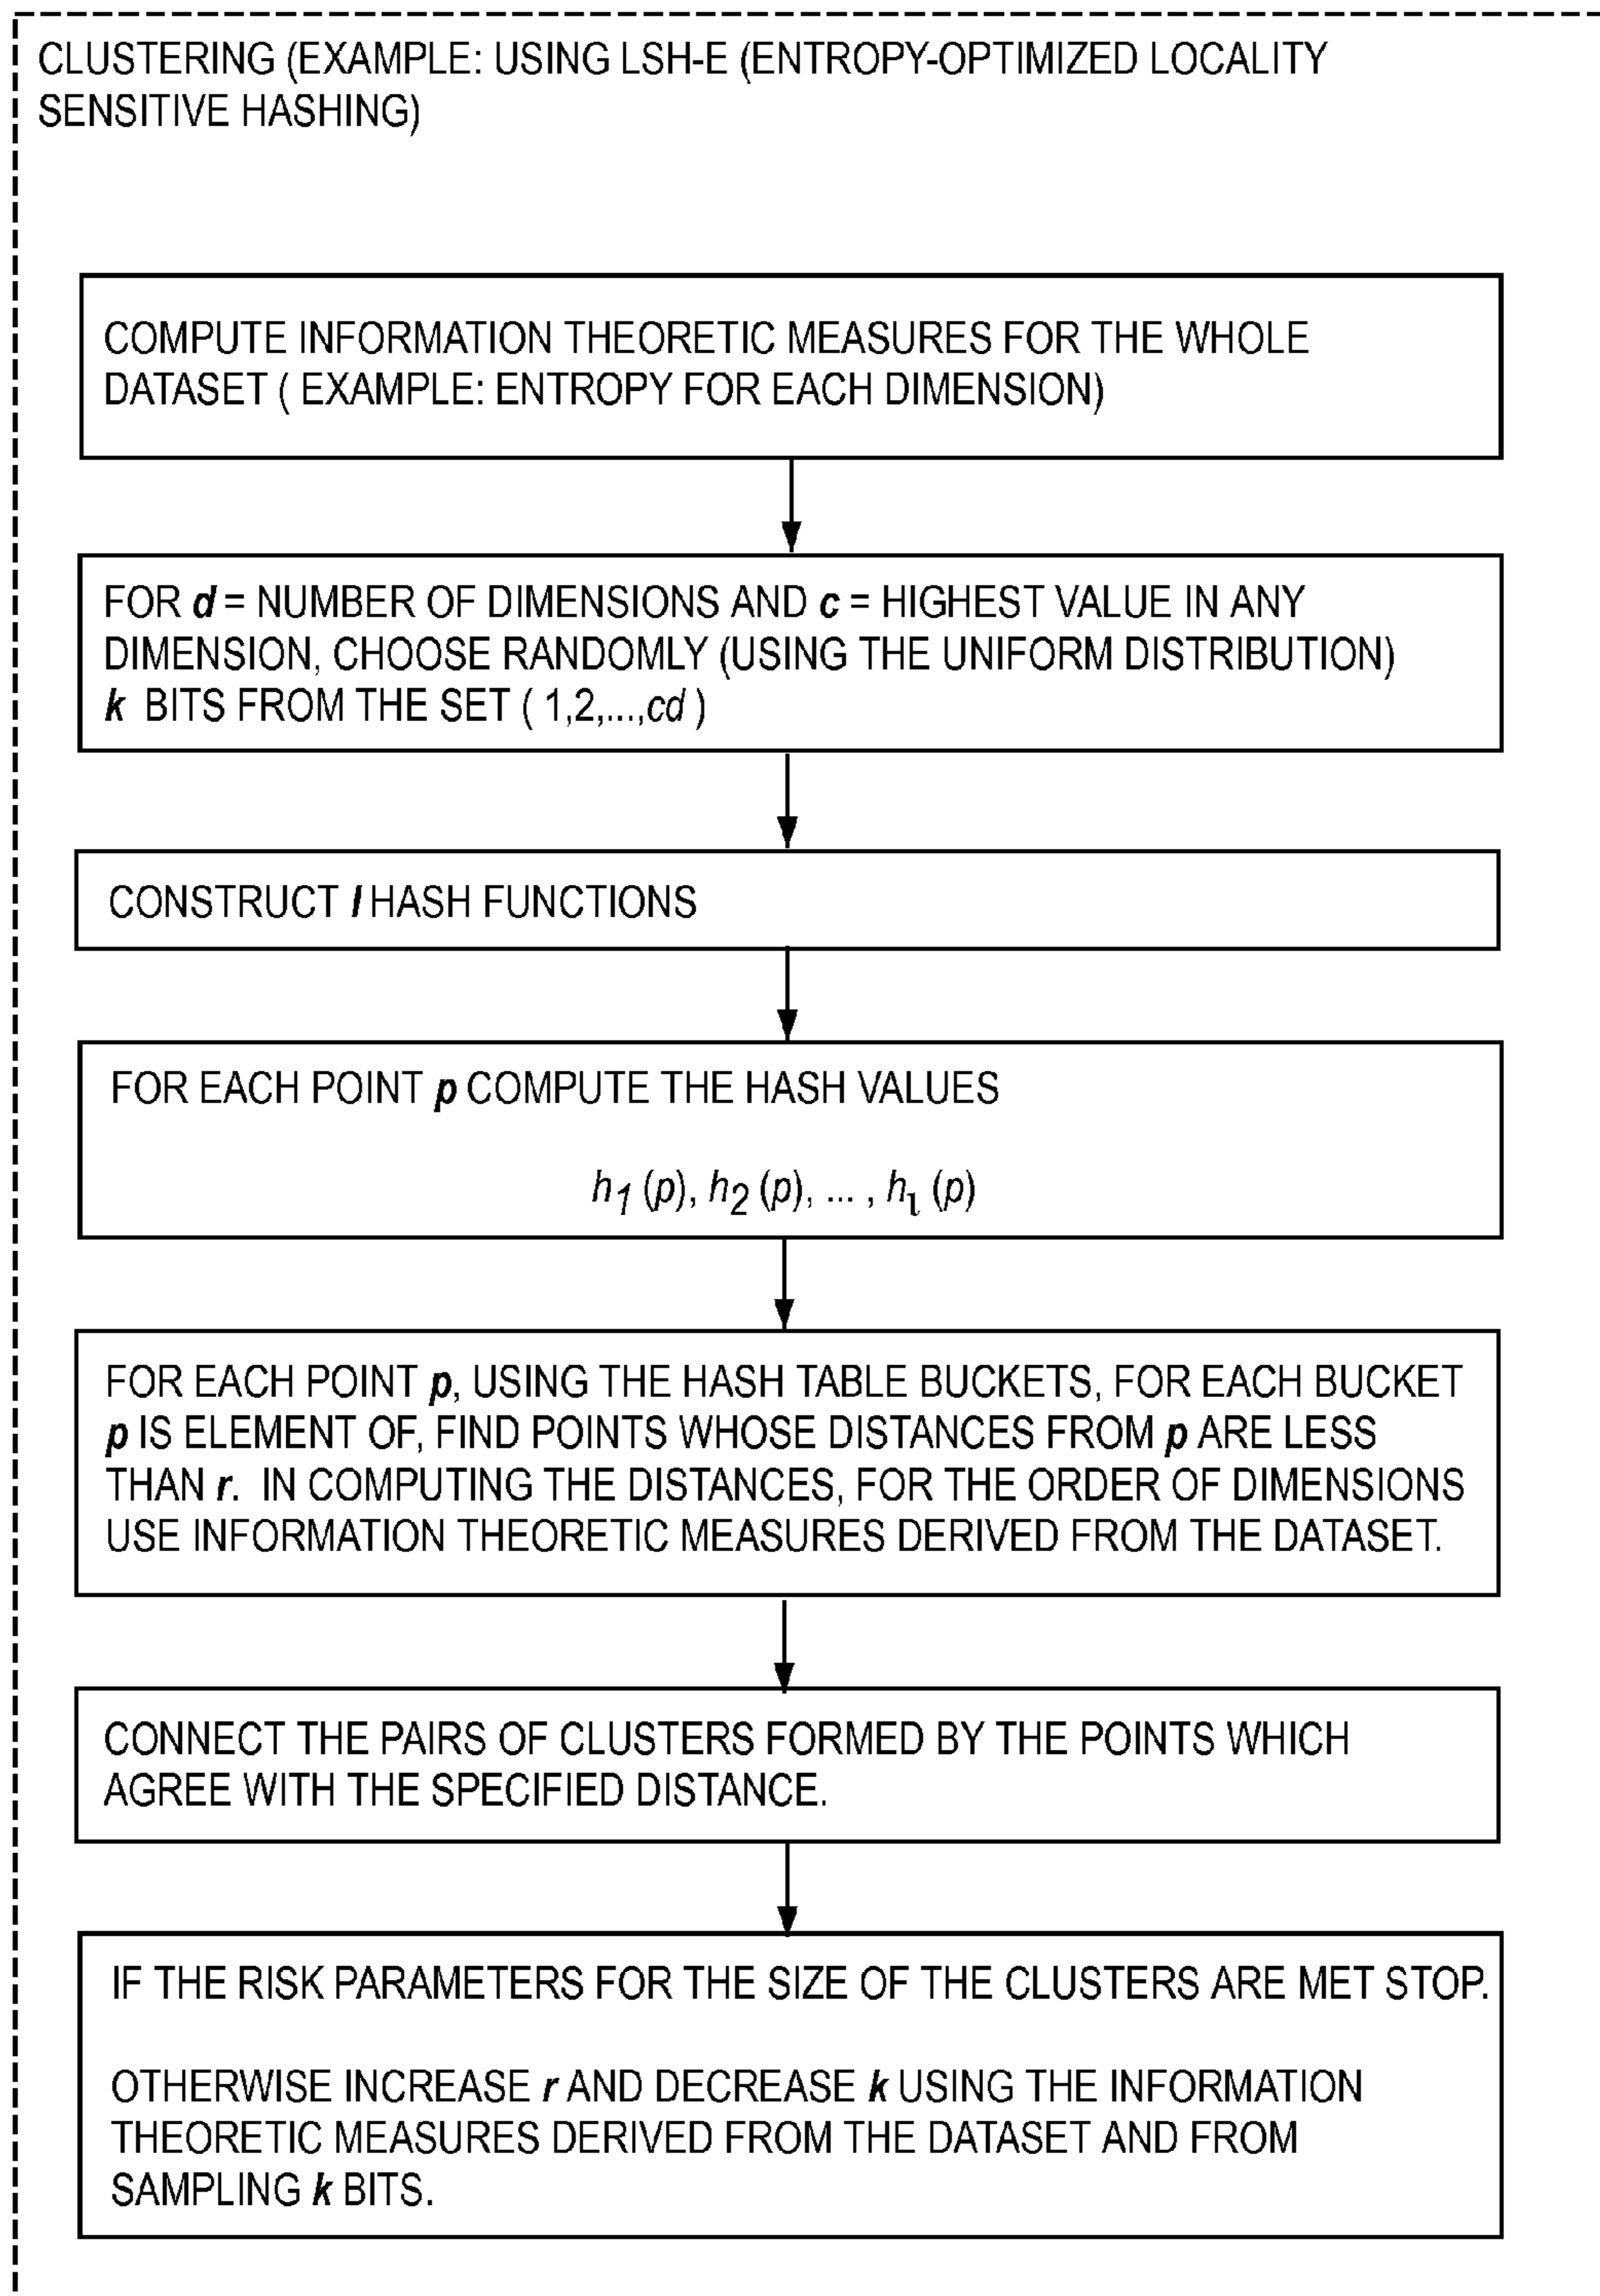 CLUSTERING (EXAMPLE: USING LSH-E (ENTROPY-OPTIMIZED LOCALITY
SENSITIVE HASHING)
COMPUTE INFORMATION THEORETIC MEASURES FOR THE WHOLE
DATASET ( EXAMPLE: ENTROPY FOR EACH DIMENSION)
FOR d = NUMBER OF DIMENSIONS AND c = HIGHEST VALUE IN ANY
DIMENSION, CHOOSE RANDOMLY (USING THE UNIFORM DISTRIBUTION)
k BITS FROM THE SET ( 1,2,...,cd )
CONSTRUCT l HASH FUNCTIONS
FOR EACH POINT p COMPUTE THE HASH VALUES
h1 (p), h2 (p), ... , hι (p)
FOR EACH POINT p, USING THE HASH TABLE BUCKETS, FOR EACH BUCKET
p IS ELEMENT OF, FIND POINTS WHOSE DISTANCES FROM p ARE LESS
THAN r. IN COMPUTING THE DISTANCES, FOR THE ORDER OF DIMENSIONS
USE INFORMATION THEORETIC MEASURES DERIVED FROM THE DATASET.
CONNECT THE PAIRS OF CLUSTERS FORMED BY THE POINTS WHICH
AGREE WITH THE SPECIFIED DISTANCE.
IF THE RISK PARAMETERS FOR THE SIZE OF THE CLUSTERS ARE MET STOP.
OTHERWISE INCREASE r AND DECREASE k USING THE INFORMATION
THEORETIC MEASURES DERIVED FROM THE DATASET AND FROM
SAMPLING k BITS.